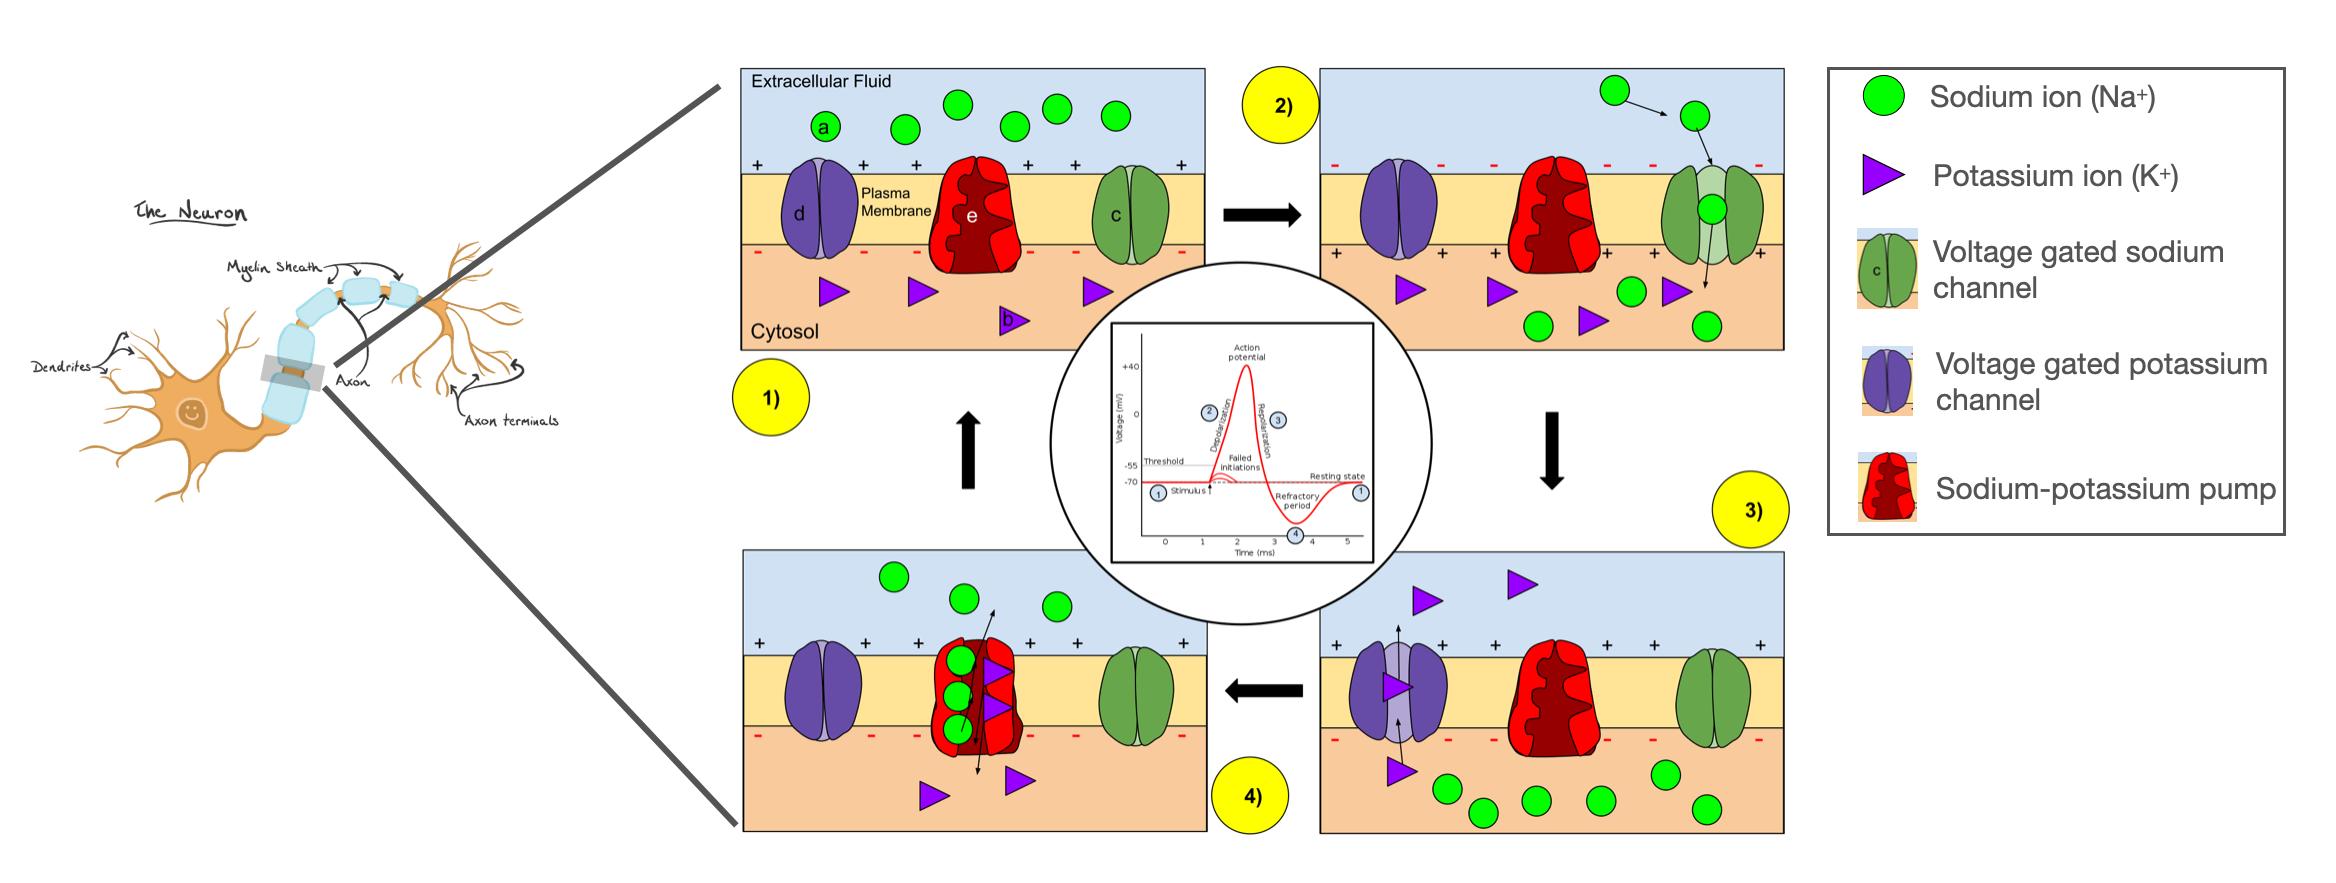 The Neuron
Myelin Sheath
Dendrites
Axon
Axon terminals
Extracellular Fluid
a
d
Plasma
Membrane
e
c
b
Cytosol
1)
2)
3)
4)
Action
potential
+40
0
-55
-70
Voltage (mV)
Depolarization
Repolarization
2
3
Threshold
Failed
initiations
Resting state
1
Stimulus
1
Refractory
period
4
0 1 2 3 4 5
Time (ms)
Sodium ion (Na+)
Potassium ion (K+)
c
Voltage gated sodium
channel
Voltage gated potassium
channel
Sodium-potassium pump